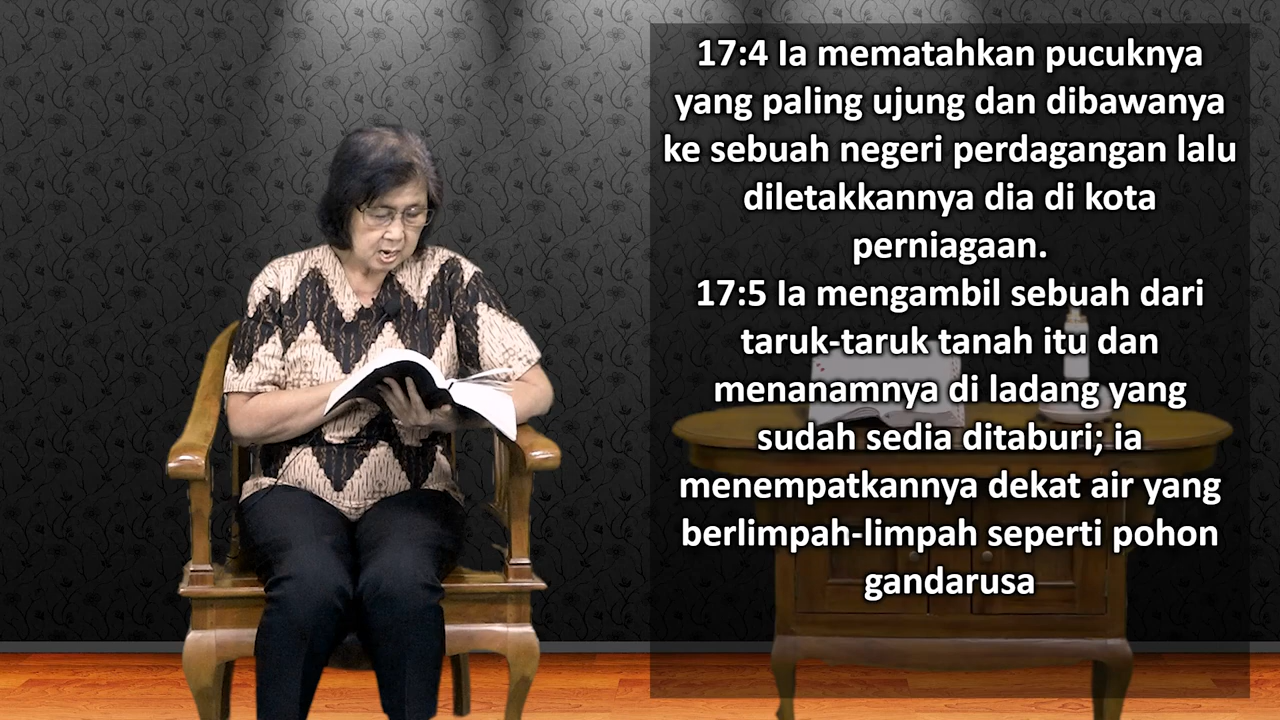 17:4 Ia mematahkan pucuknya
yang paling ujung dan dibawanya
ke sebuah negeri perdagangan lalu
diletakkannya dia di kota
perniagaan.
17:5 Ia mengambil sebuah dari
taruk-taruk tanah itu dan
menanamnya di ladang yang
sudah sedia ditaburi; ia
menempatkannya dekat air yang
berlimpah-limpah seperti pohon
gandarusa